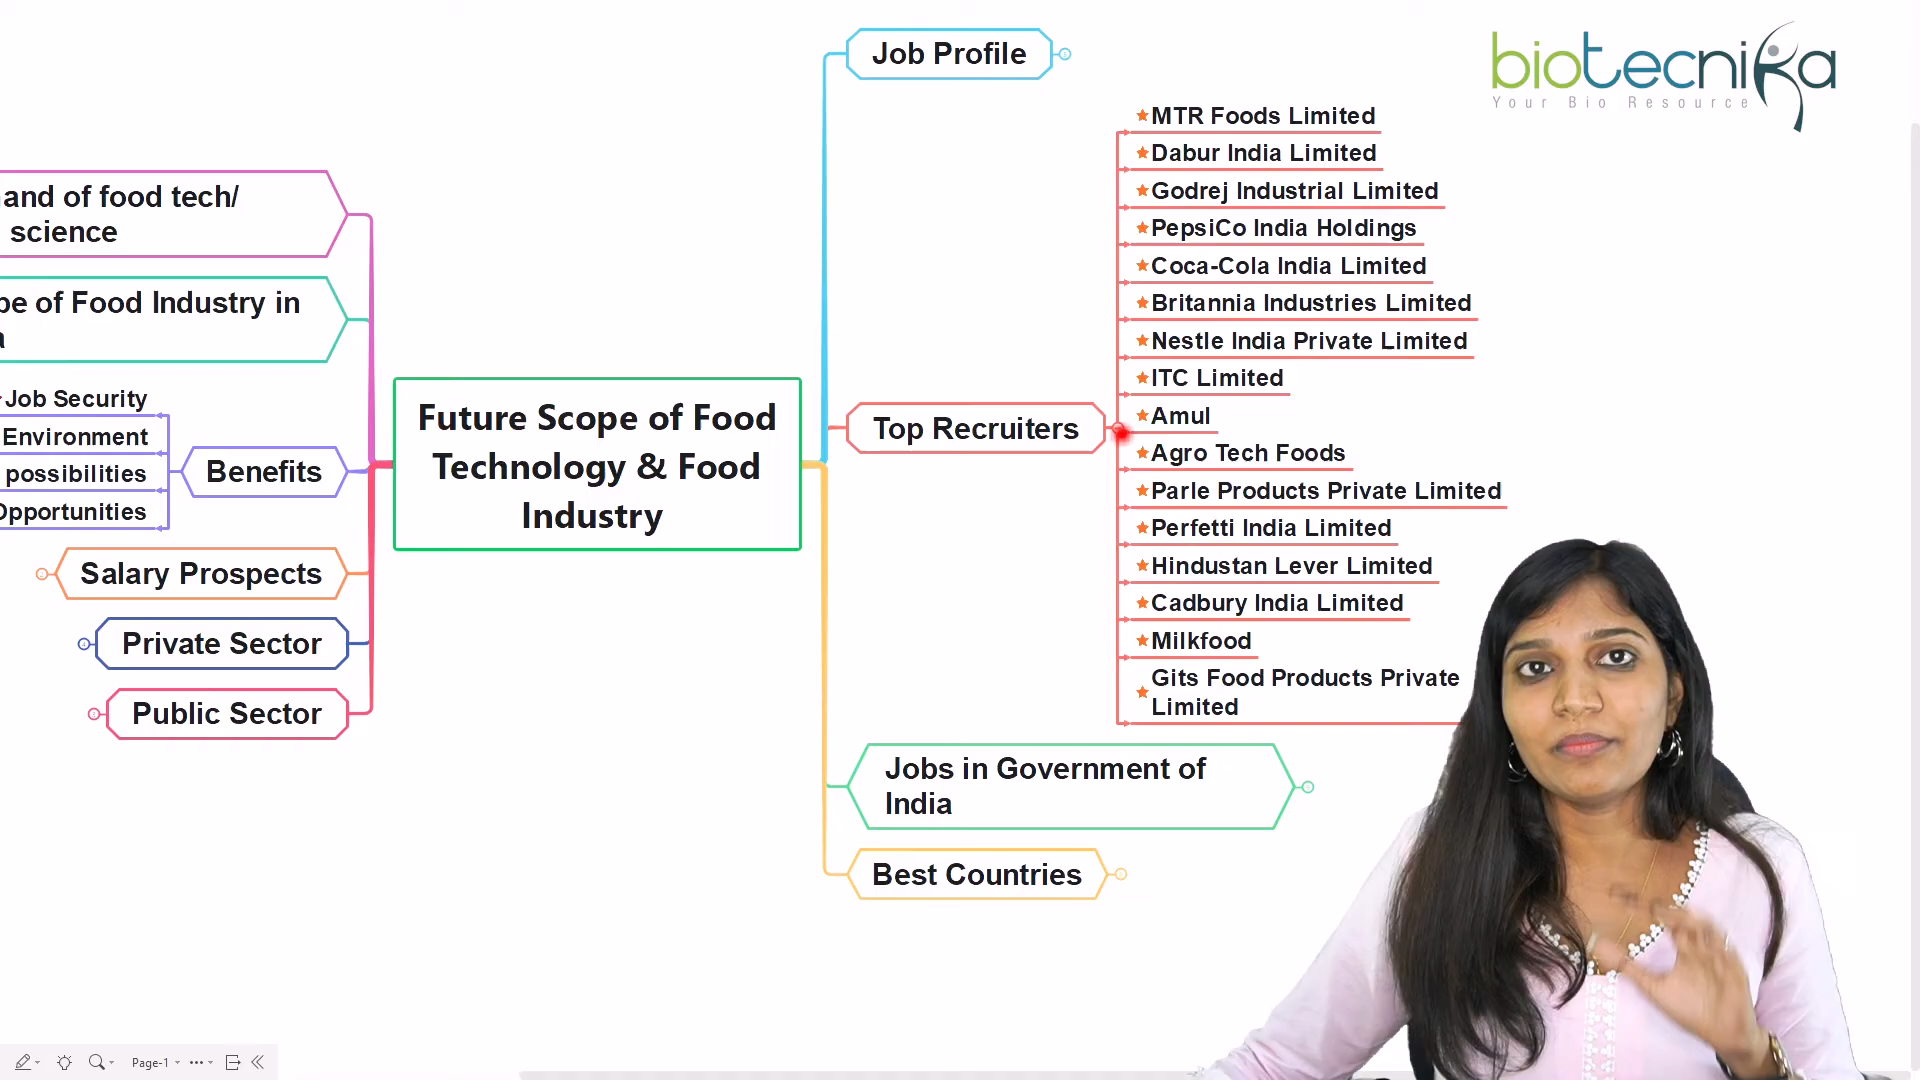 biotecnika
Your Bio Resource
Job Profile
MTR Foods Limited
Dabur India Limited
Godrej Industrial Limited
PepsiCo India Holdings
Coca-Cola India Limited
Britannia Industries Limited
Nestle India Private Limited
ITC Limited
Amul
Agro Tech Foods
Parle Products Private Limited
Perfetti India Limited
Hindustan Lever Limited
Cadbury India Limited
Milkfood
Gits Food Products Private
Limited
Top Recruiters
Jobs in Government of
India
Best Countries
Future Scope of Food
Technology & Food
Industry
and of food tech/
science
of Food Industry in
Job Security
Environment
possibilities
Opportunities
Benefits
Salary Prospects
Private Sector
Public Sector
Page-1